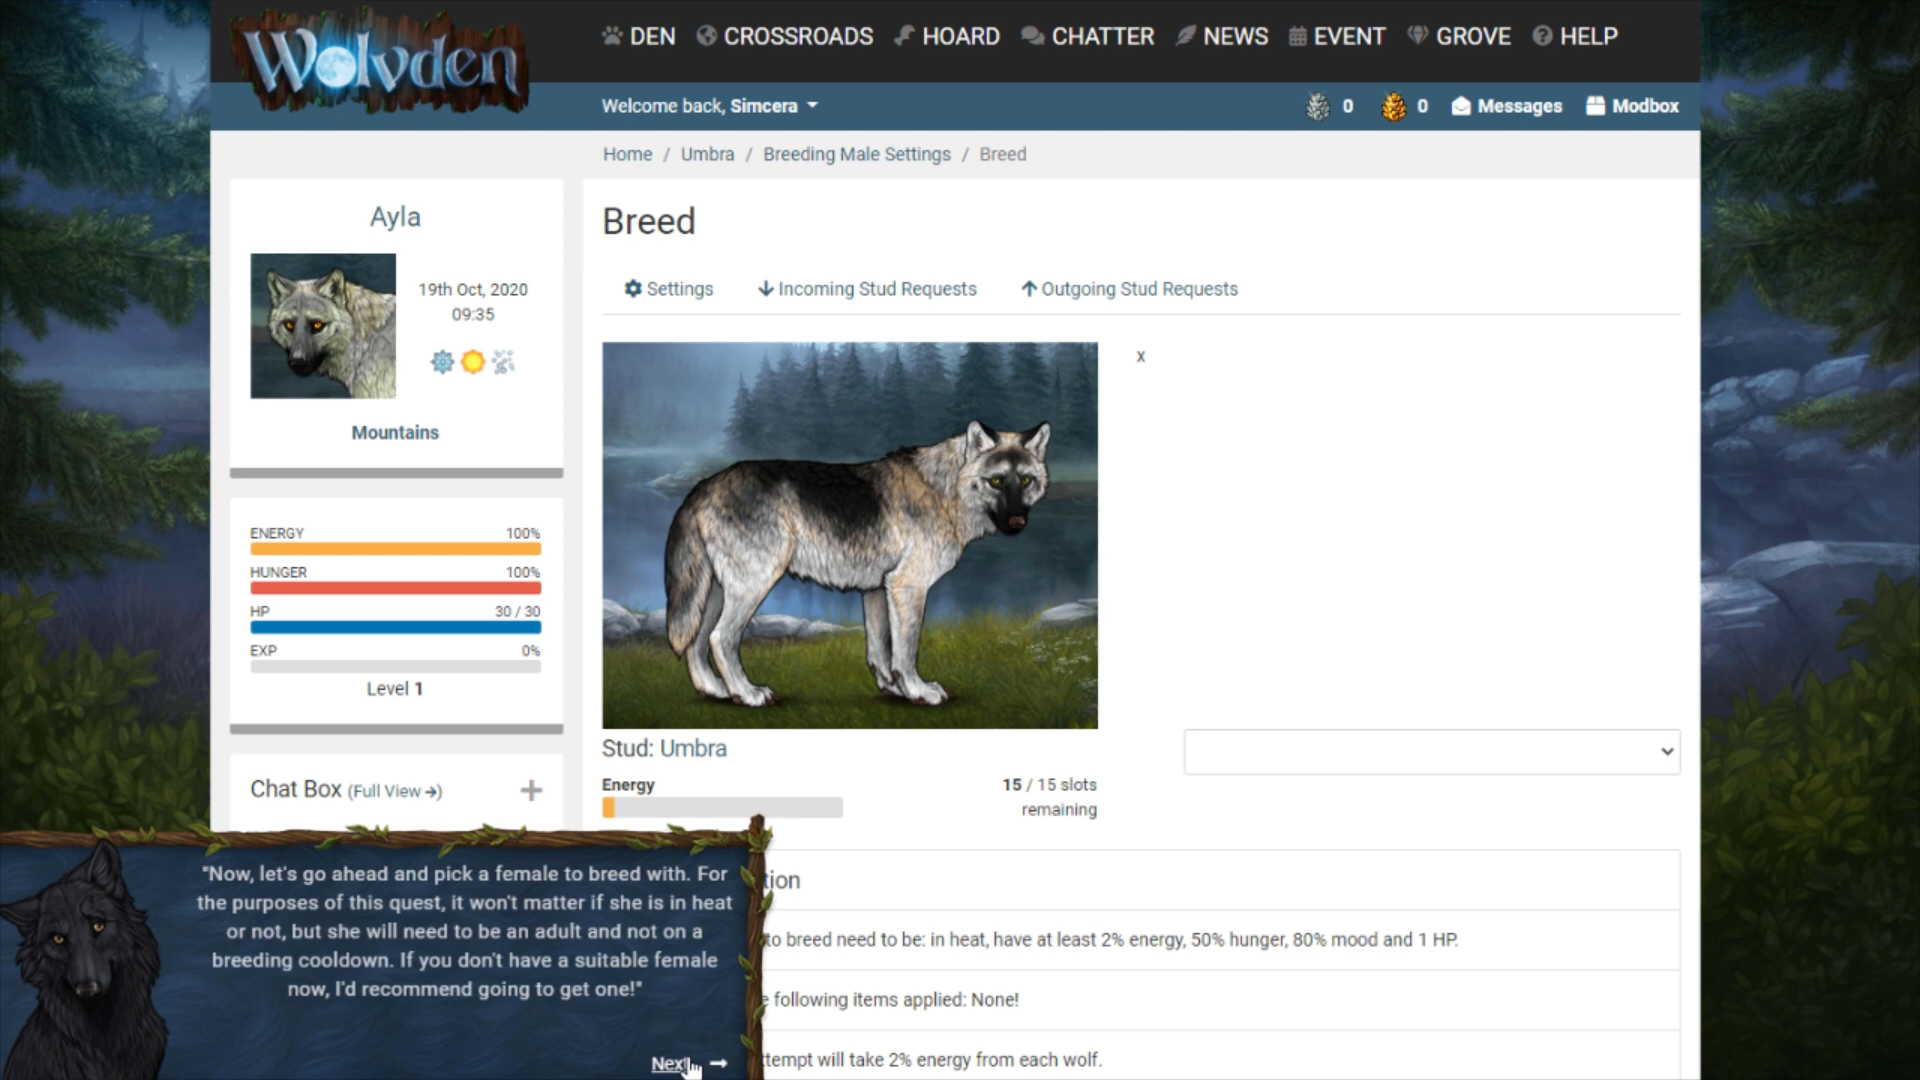 Wolvden
DEN CROSSROADS HOARD CHATTER NEWS EVENT GROVE HELP
Welcome back, Simcera 0 0 Messages Modbox
Home / Umbra / Breeding Male Settings / Breed
Ayla
19th Oct, 2020
09:35
Mountains
ENERGY 100%
HUNGER 100%
HP 30 / 30
EXP 0%
Level 1
Chat Box (Full View →)
Breed
Settings Incoming Stud Requests Outgoing Stud Requests
x
Stud: Umbra
Energy 15 / 15 slots
remaining
tion
to breed need to be: in heat, have at least 2% energy, 50% hunger, 80% mood and 1 HP.
e following items applied: None!
ttempt will take 2% energy from each wolf.
"Now, let's go ahead and pick a female to breed with. For
the purposes of this quest, it won't matter if she is in heat
or not, but she will need to be an adult and not on a
breeding cooldown. If you don't have a suitable female
now, I'd recommend going to get one!"
Next →